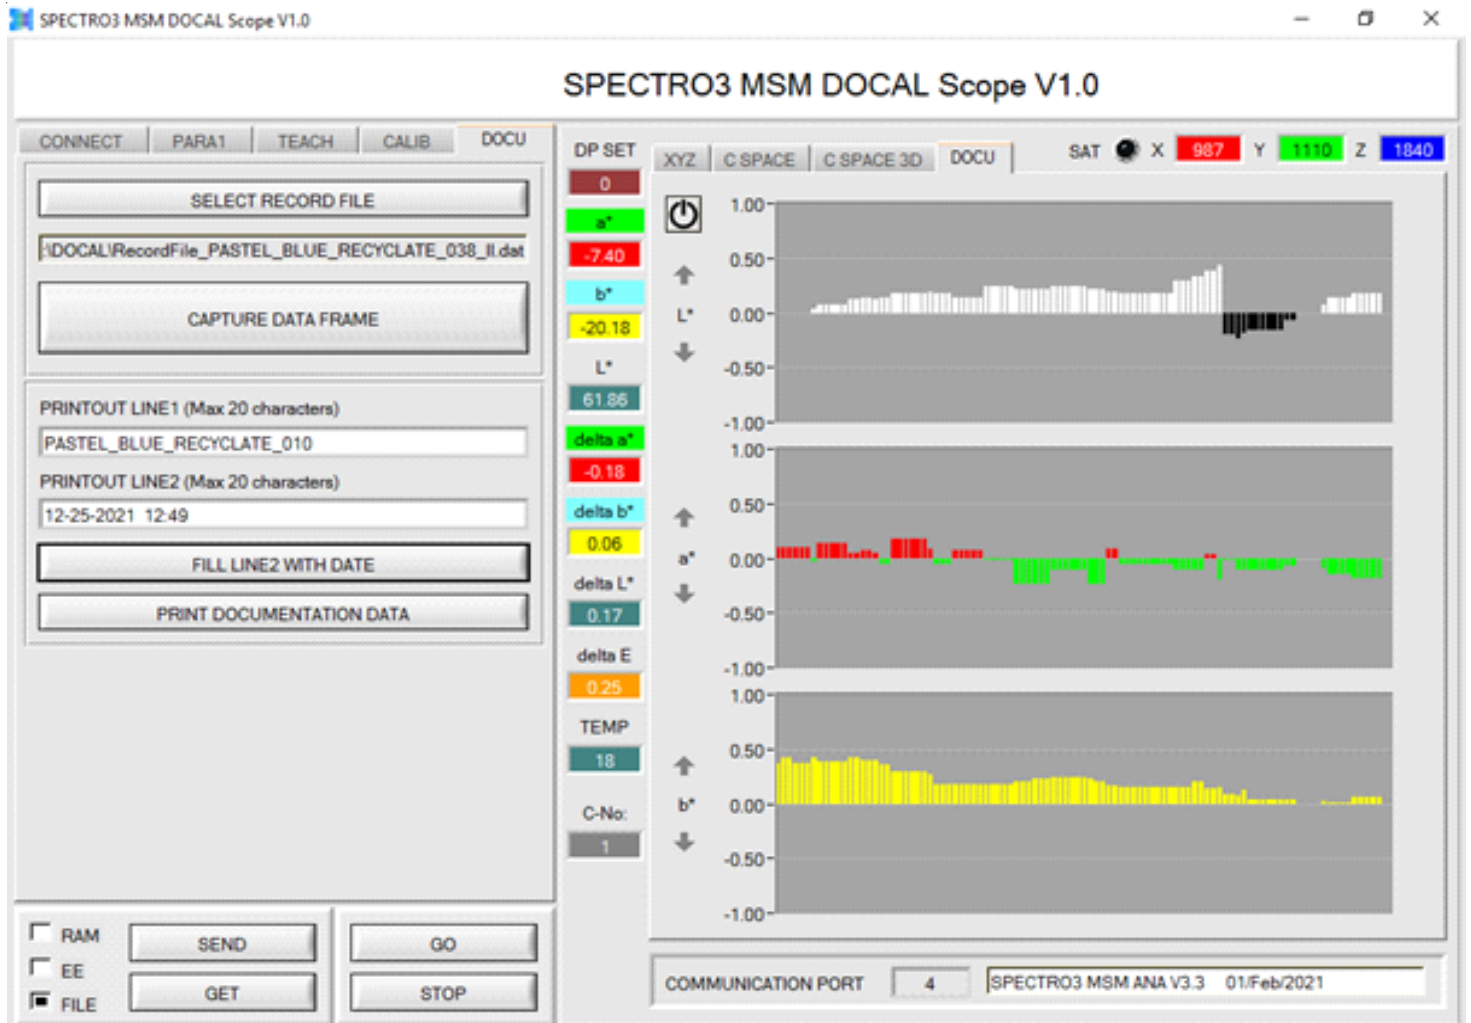 SPECTRO3 MSM DOCAL Scope V1.0
SPECTRO3 MSM DOCAL Scope V1.0
CONNECT PARA1 TEACH CALIB DOCU
SELECT RECORD FILE
:\DOCAL\RecordFile_PASTEL_BLUE_RECYCLATE_038_II.dat
CAPTURE DATA FRAME
PRINTOUT LINE1 (Max 20 characters)
PASTEL_BLUE_RECYCLATE_010
PRINTOUT LINE2 (Max 20 characters)
12-25-2021 12:49
FILL LINE2 WITH DATE
PRINT DOCUMENTATION DATA
RAM
EE
FILE
SEND
GET
GO
STOP
DP SET
0
a*
-7.40
b*
-20.18
L*
61.86
delta a*
-0.18
delta b*
0.06
delta L*
0.17
delta E
0.25
TEMP
18
C-No:
1
XYZ C SPACE C SPACE 3D DOCU
SAT X 987 Y 1110 Z 1840
1.00
0.50
L* 0.00
-0.50
-1.00
1.00
0.50
a* 0.00
-0.50
-1.00
1.00
0.50
b* 0.00
-0.50
-1.00
COMMUNICATION PORT 4 SPECTRO3 MSM ANA V3.3 01/Feb/2021